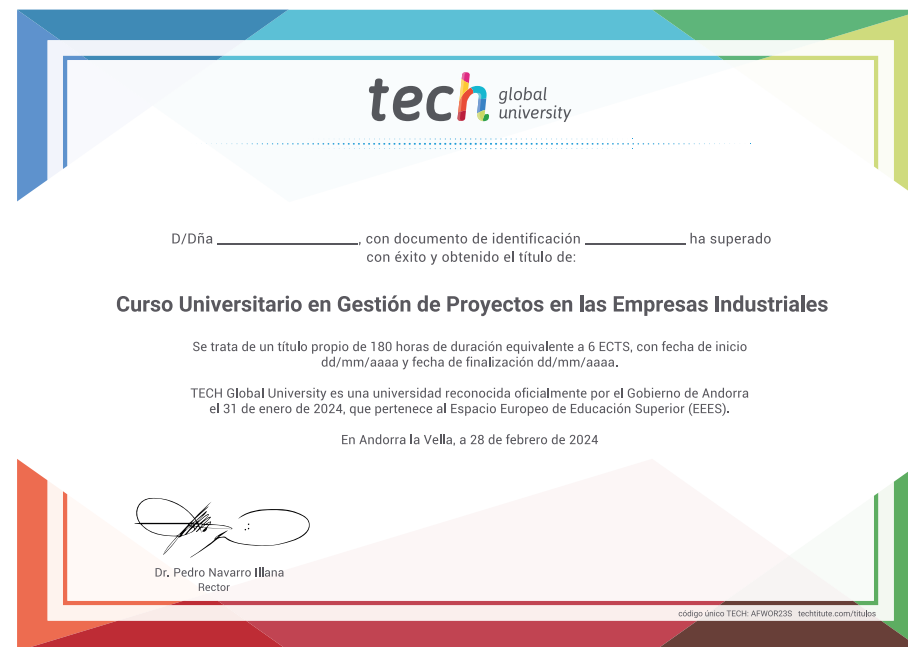 tech global university
D/Dña ____________________, con documento de identificación ______________ ha superado
con éxito y obtenido el título de:
Curso Universitario en Gestión de Proyectos en las Empresas Industriales
Se trata de un título propio de 180 horas de duración equivalente a 6 ECTS, con fecha de inicio
dd/mm/aaaa y fecha de finalización dd/mm/aaaa.
TECH Global University es una universidad reconocida oficialmente por el Gobierno de Andorra
el 31 de enero de 2024, que pertenece al Espacio Europeo de Educación Superior (EEES).
En Andorra la Vella, a 28 de febrero de 2024
Dr. Pedro Navarro Illana
Rector
código único TECH: AFWOR23S techtitute.com/titulos